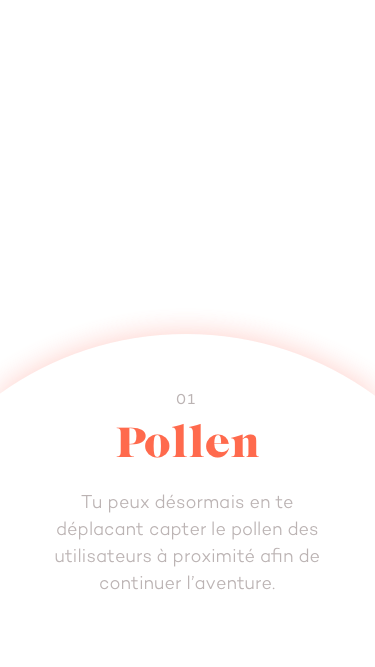 01
Pollen
Tu peux désormais en te
déplacant capter le pollen des
utilisateurs à proximité afin de
continuer l’aventure.